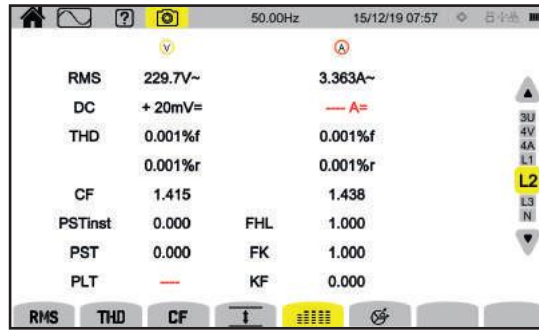 ? 50.00Hz 15/12/19 07:57
V A
RMS 229.7V~ 3.363A~
DC + 20mV= ---- A=
THD 0.001%f 0.001%f
0.001%r 0.001%r
CF 1.415 1.438
PSTinst 0.000 FHL 1.000
PST 0.000 FK 1.000
PLT ---- KF 0.000
3U
4V
4A
L1
L2
L3
N
RMS THD CF